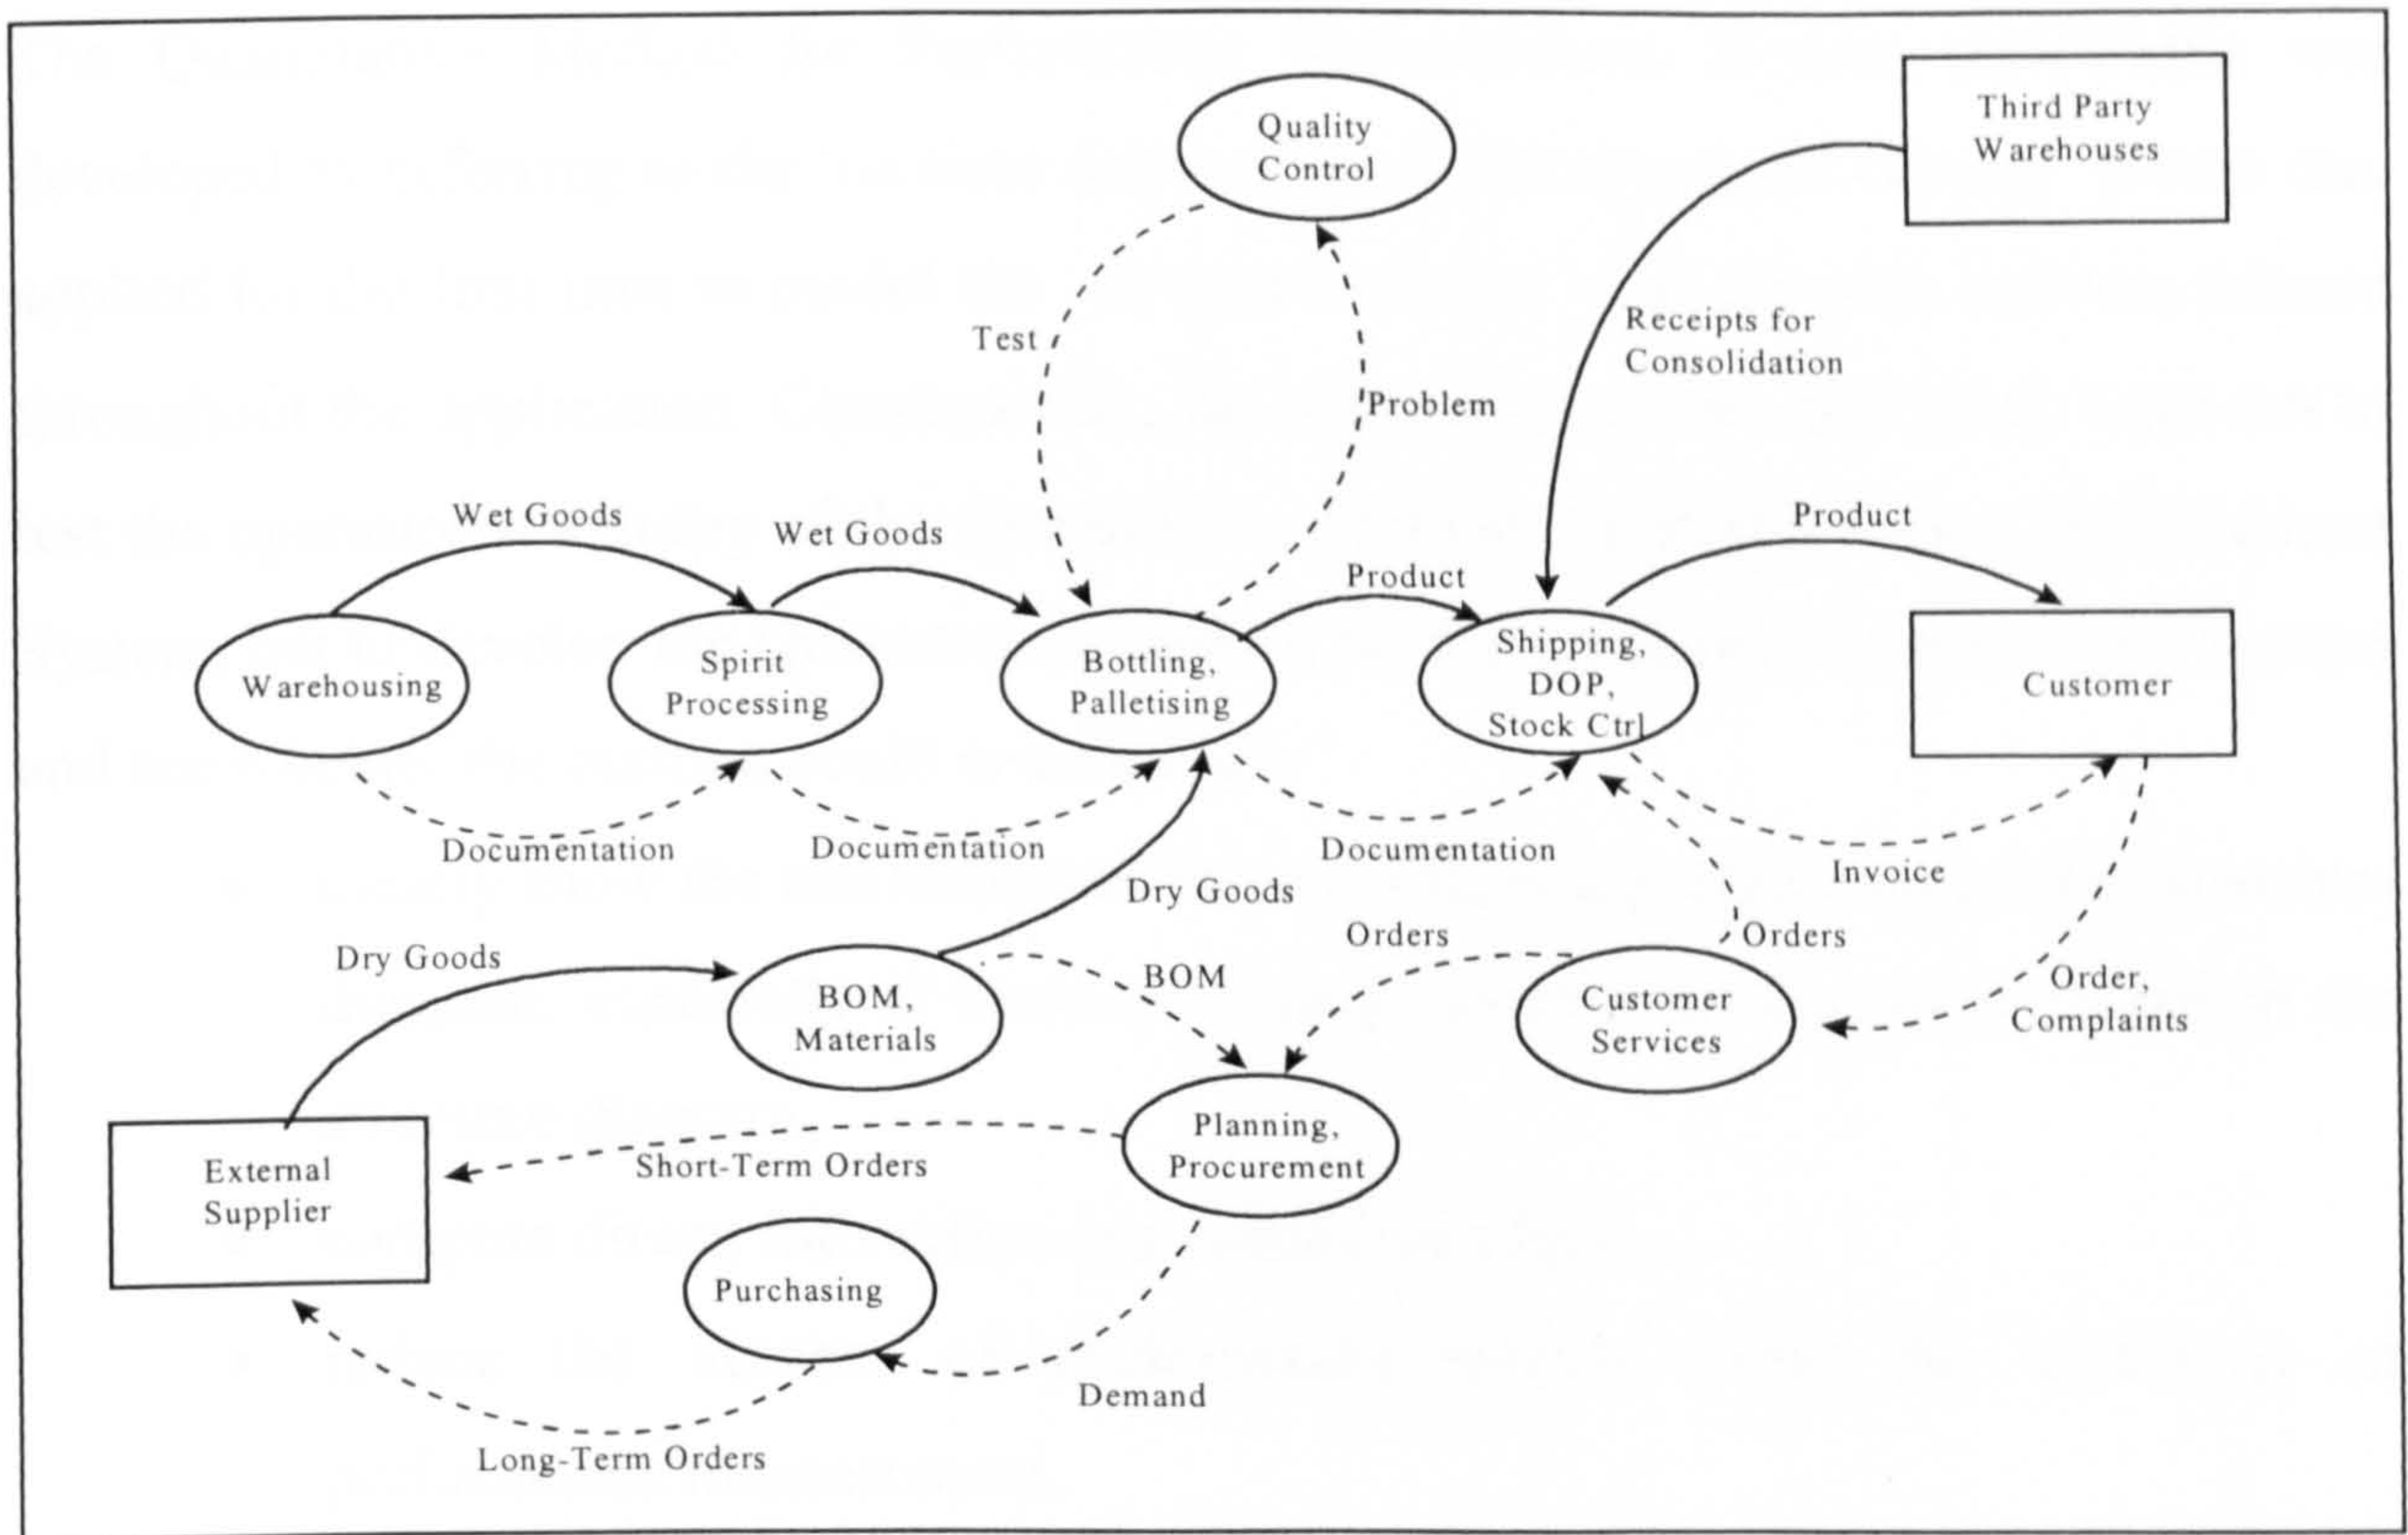 Quality
Control
Third Party
Warehouses
Test
Receipts for
Consolidation
Problem
Wet Goods
Wet Goods
Product
Product
Warehousing
Spirit
Processing
Bottling,
Palletising
Shipping,
DOP,
Stock Ctrl
Customer
Documentation
Documentation
Documentation
Invoice
Dry Goods
Dry Goods
Orders
Orders
BOM
BOM,
Materials
Customer
Services
Order,
Complaints
External
Supplier
Short-Term Orders
Planning,
Procurement
Purchasing
Demand
Long-Term Orders